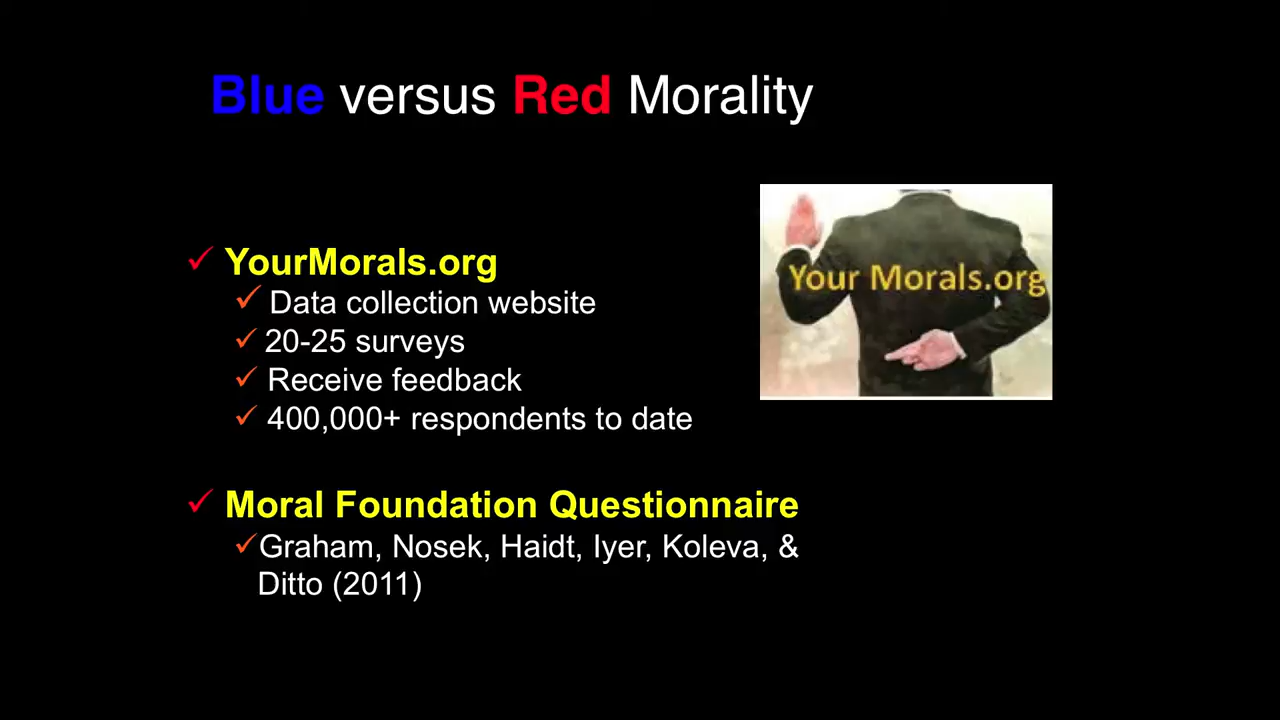 Blue versus Red Morality
Your Morals.org
✓ YourMorals.org
✓ Data collection website
✓ 20-25 surveys
✓ Receive feedback
✓ 400,000+ respondents to date
✓ Moral Foundation Questionnaire
✓Graham, Nosek, Haidt, Iyer, Koleva, &
Ditto (2011)